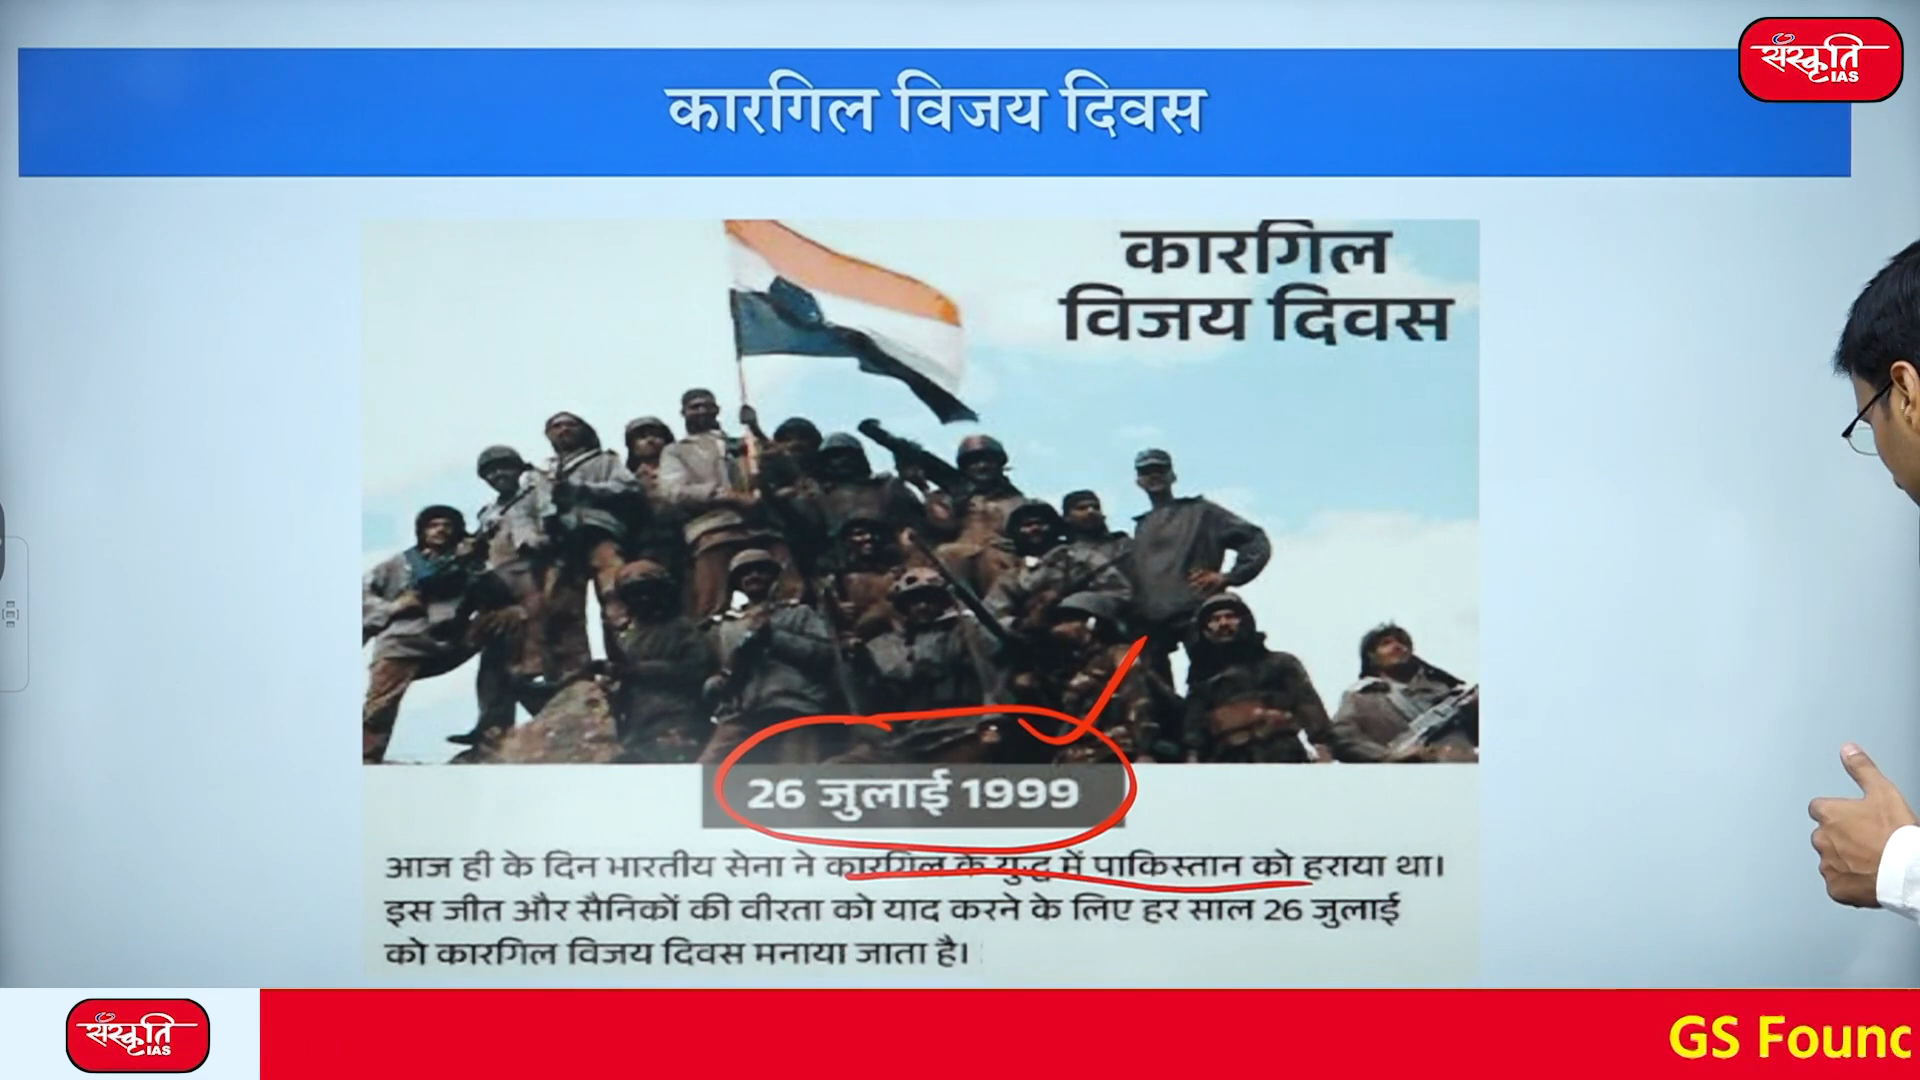 संस्कृति
IAS
कारगिल विजय दिवस
कारगिल
विजय दिवस
26 जुलाई 1999
आज ही के दिन भारतीय सेना ने कारगिल के युद्ध में पाकिस्तान को हराया था।
इस जीत और सैनिकों की वीरता को याद करने के लिए हर साल 26 जुलाई
को कारगिल विजय दिवस मनाया जाता है।
संस्कृति
IAS
GS Founc